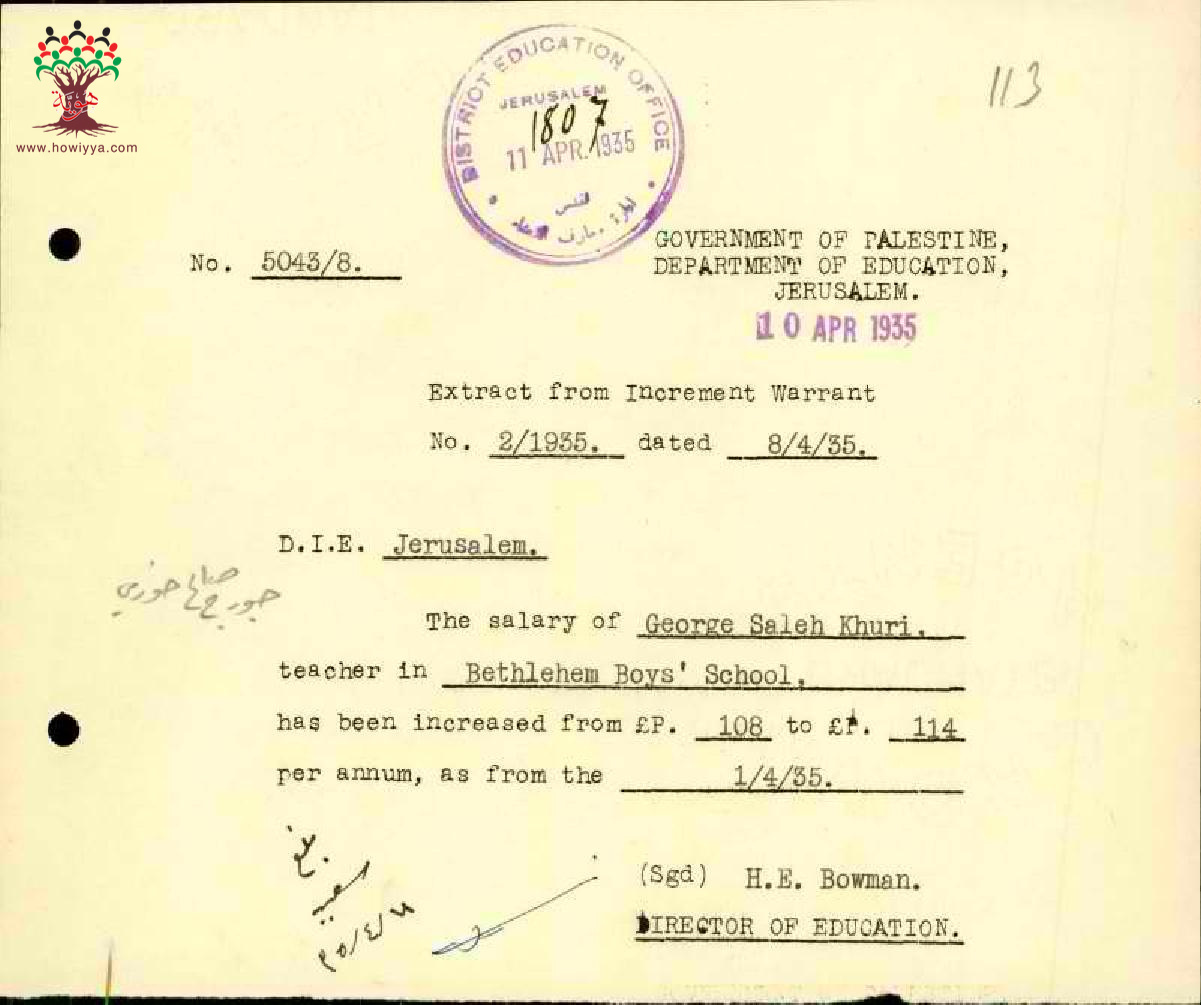 هوية
www.howiyya.com
DISTRICT EDUCATION OFFICE
JERUSALEM
1807
11 APR. 1935
القدس
113
No. 5043/8.
GOVERNMENT OF PALESTINE,
DEPARTMENT OF EDUCATION,
JERUSALEM.
10 APR 1935
Extract from Increment Warrant
No. 2/1935. dated 8/4/35.
D.I.E. Jerusalem.
جورج صالح خوري
The salary of George Saleh Khuri.
teacher in Bethlehem Boys' School,
has been increased from £P. 108 to £P. 114
per annum, as from the 1/4/35.
(Sgd) H.E. Bowman.
DIRECTOR OF EDUCATION.